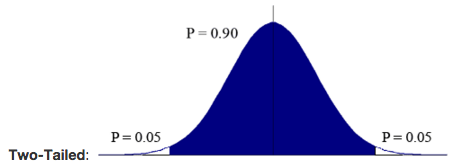 P = 0.90
P = 0.05
P = 0.05
Two-Tailed: